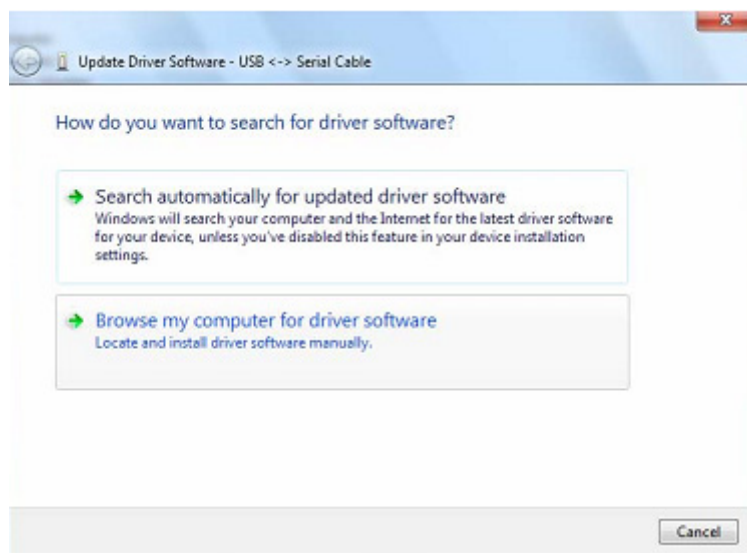 Update Driver Software - USB <-> Serial Cable
How do you want to search for driver software?
Search automatically for updated driver software
Windows will search your computer and the Internet for the latest driver software
for your device, unless you've disabled this feature in your device installation
settings.
Browse my computer for driver software
Locate and install driver software manually.
Cancel